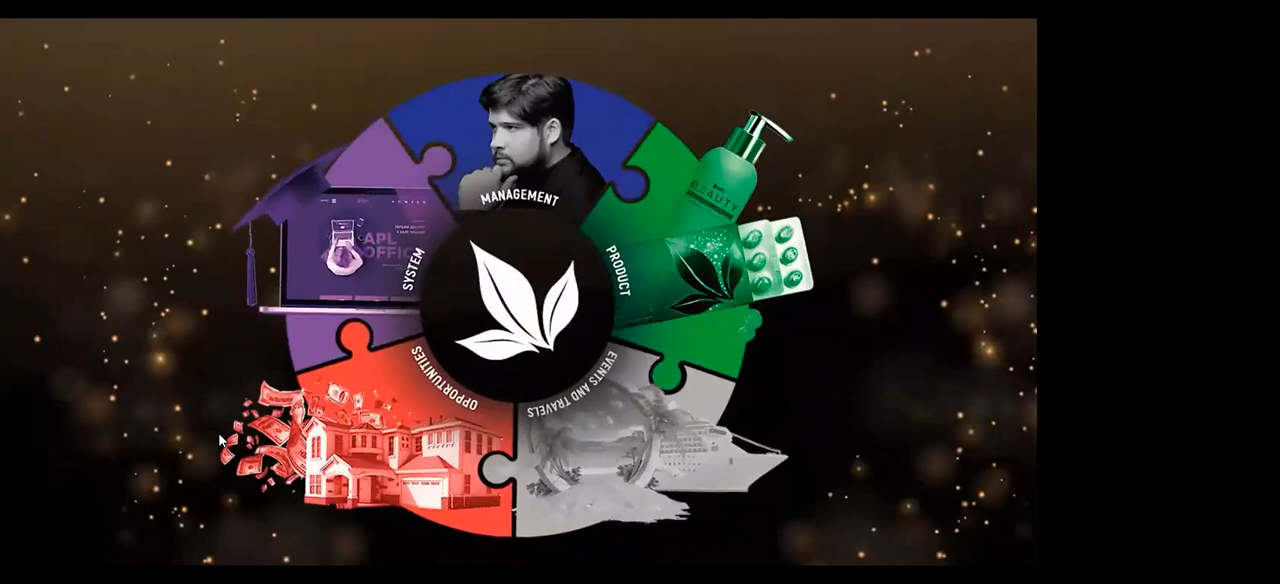 MANAGEMENT
BEAUTY
APL
OFFIC
SYSTEM
PRODUCT
OPPORTUNITIES
EVENTS AND TRAVELS